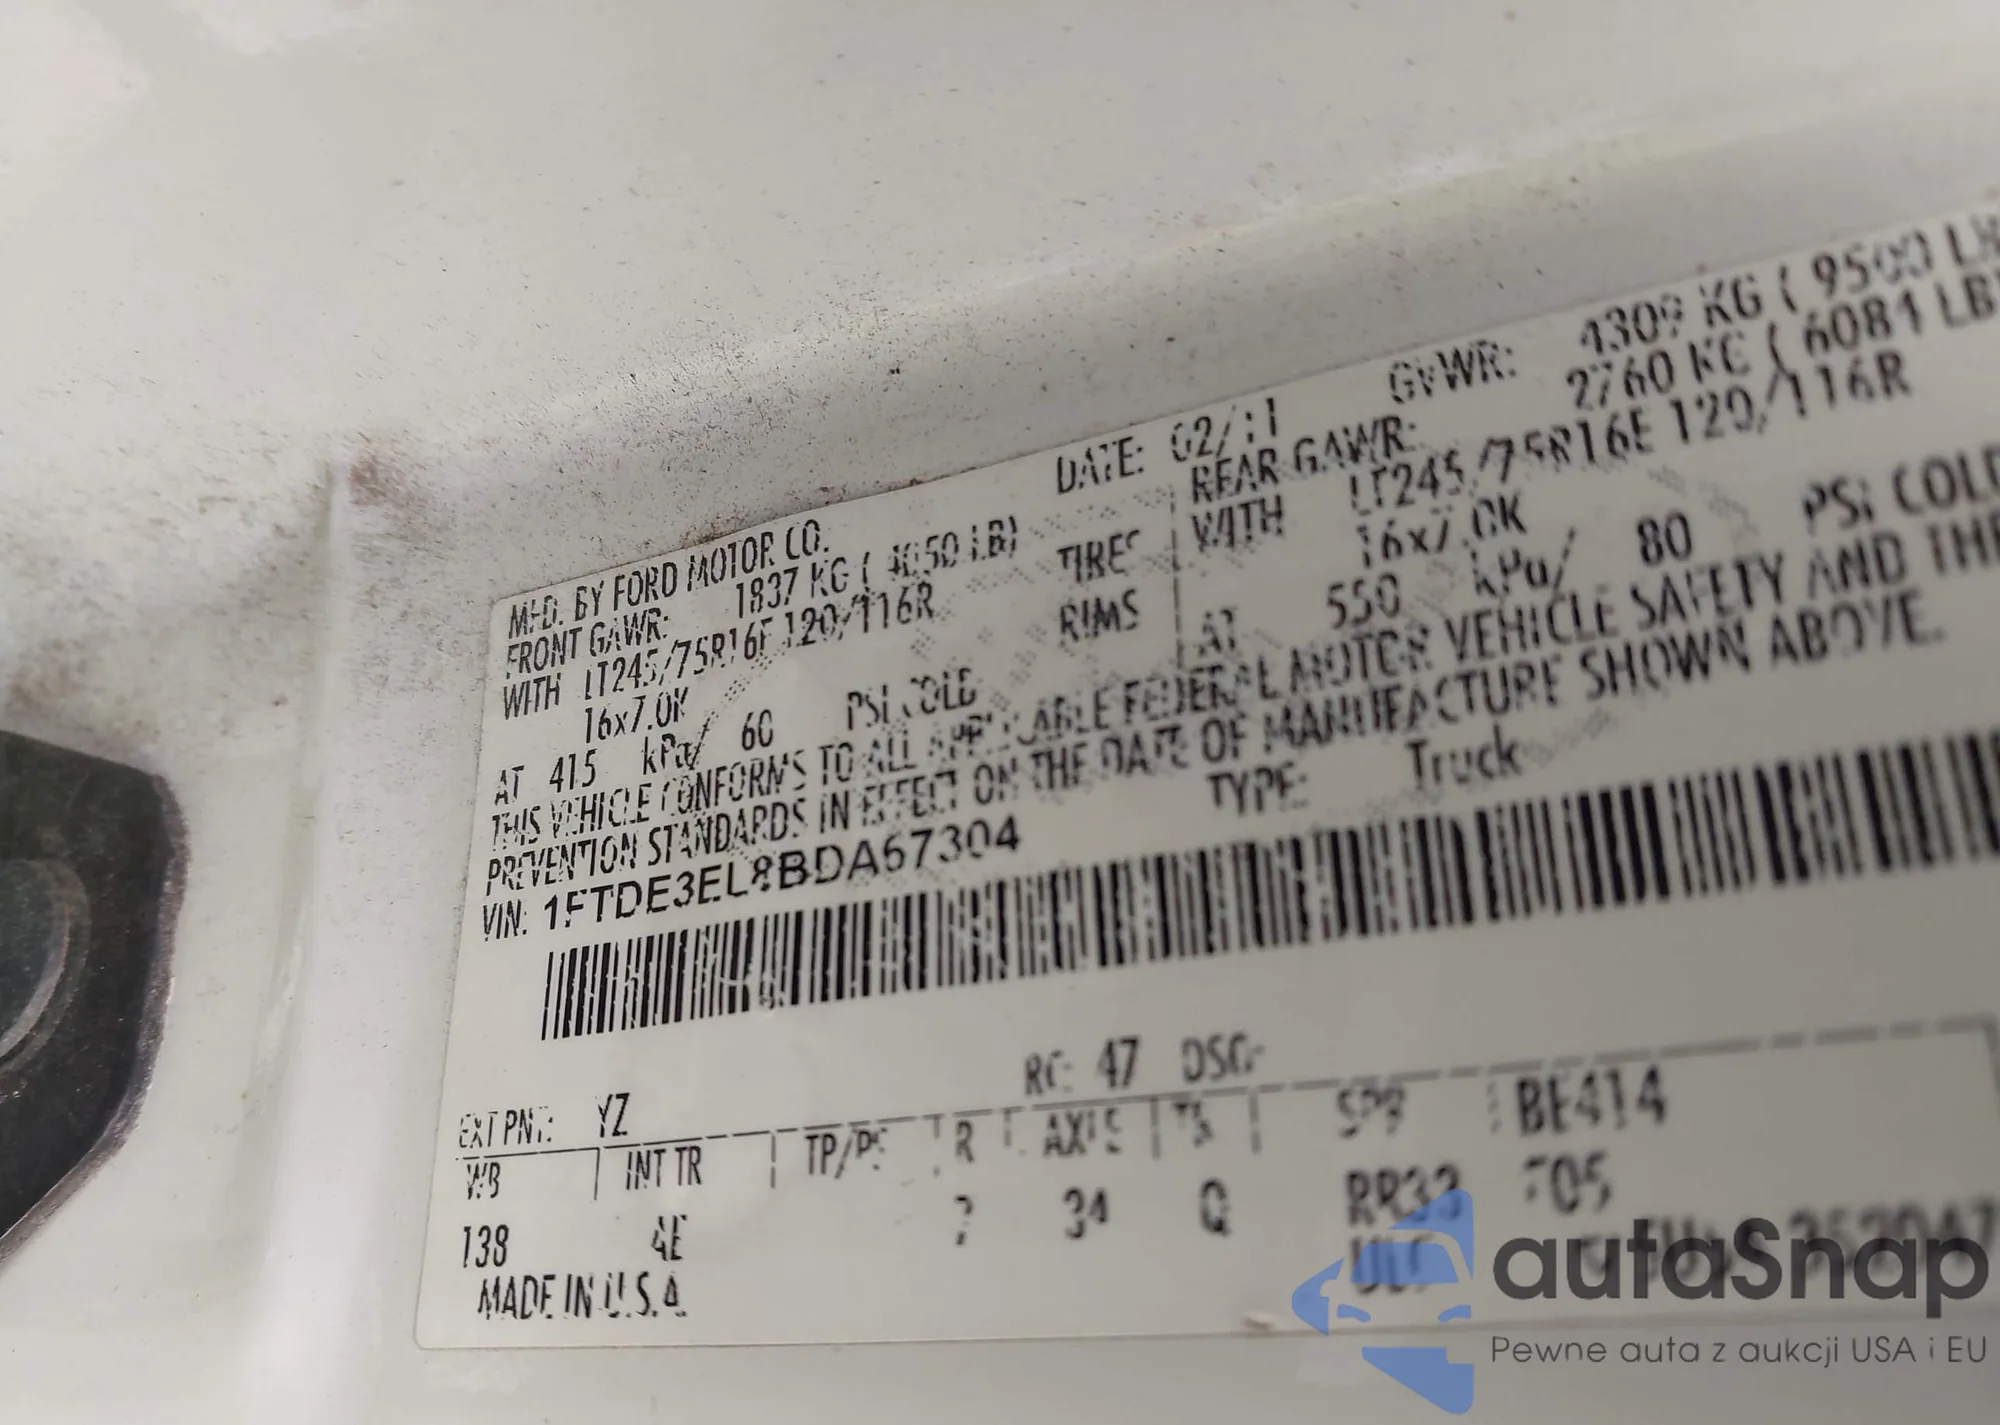 MFD. BY FORD MOTOR CO.
DATE: 02/11
GVWR: 4309 KG ( 9500 LB
FRONT GAWR: 1837 KG ( 4050 LB)
REAR GAWR: 2760 KG ( 6081 LB)
WITH LT245/75R16E 120/116R TIRES
WITH LT245/75R16E 120/116R
16x7.0K RIMS
16x7.0K
AT 415 kPa/ 60 PSI COLD
AT 550 kPa/ 80 PSI COLD
THIS VEHICLE CONFORMS TO ALL APPLICABLE FEDERAL MOTOR VEHICLE SAFETY AND THE
PREVENTION STANDARDS IN EFFECT ON THE DATE OF MANUFACTURE SHOWN ABOVE.
VIN: 1FTDE3EL8BDA67304
TYPE: Truck
EXT PNT: YZ
RC: 47 DSO:
WB INT TR TP/PS R AXLE TR SPR BE414
138 4E 34 Q RR33
MADE IN U.S.A.
autaSnap
Pewne auta z aukcji USA i EU